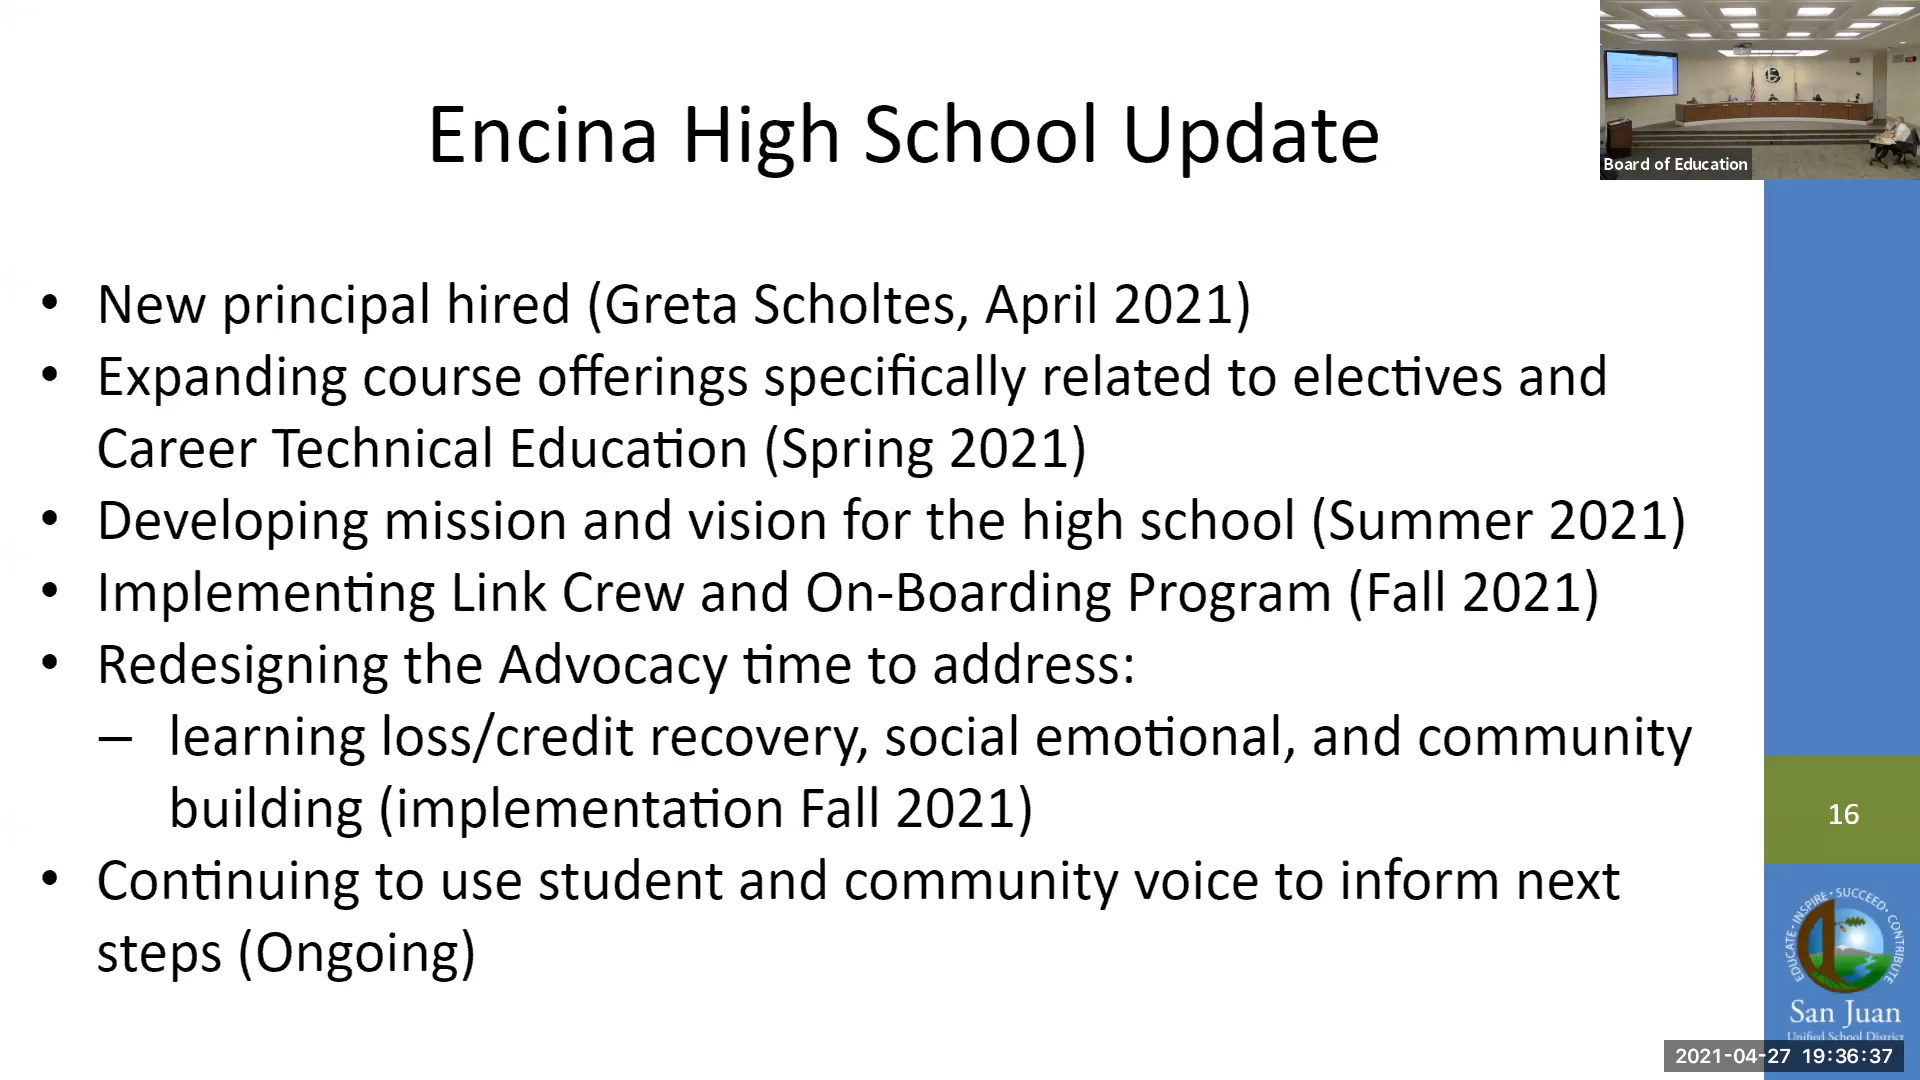 Encina High School Update
Board of Education
• New principal hired (Greta Scholtes, April 2021)
• Expanding course offerings specifically related to electives and
Career Technical Education (Spring 2021)
• Developing mission and vision for the high school (Summer 2021)
• Implementing Link Crew and On-Boarding Program (Fall 2021)
• Redesigning the Advocacy time to address:
– learning loss/credit recovery, social emotional, and community
building (implementation Fall 2021)
• Continuing to use student and community voice to inform next
steps (Ongoing)
16
EDUCATE • INSPIRE • SUCCEED • CONTRIBUTE
San Juan
Unified School District
2021-04-27 19:36:37